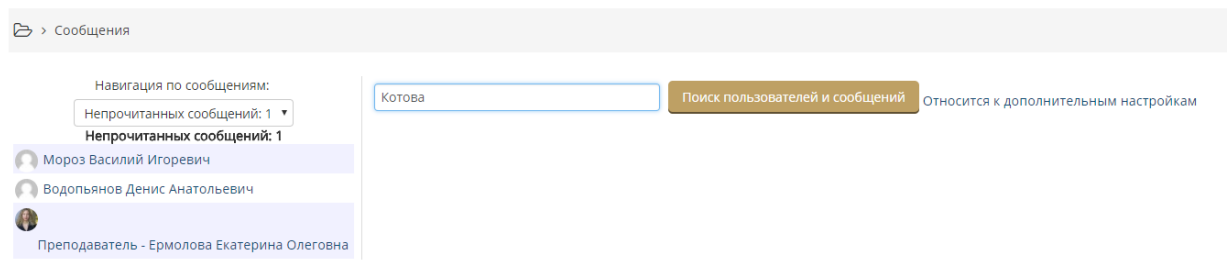 > Сообщения
Навигация по сообщениям:
Непрочитанных сообщений: 1
Непрочитанных сообщений: 1
Мороз Василий Игоревич
Водопьянов Денис Анатольевич
Преподаватель - Ермолова Екатерина Олеговна
Котова
Поиск пользователей и сообщений
Относится к дополнительным настройкам